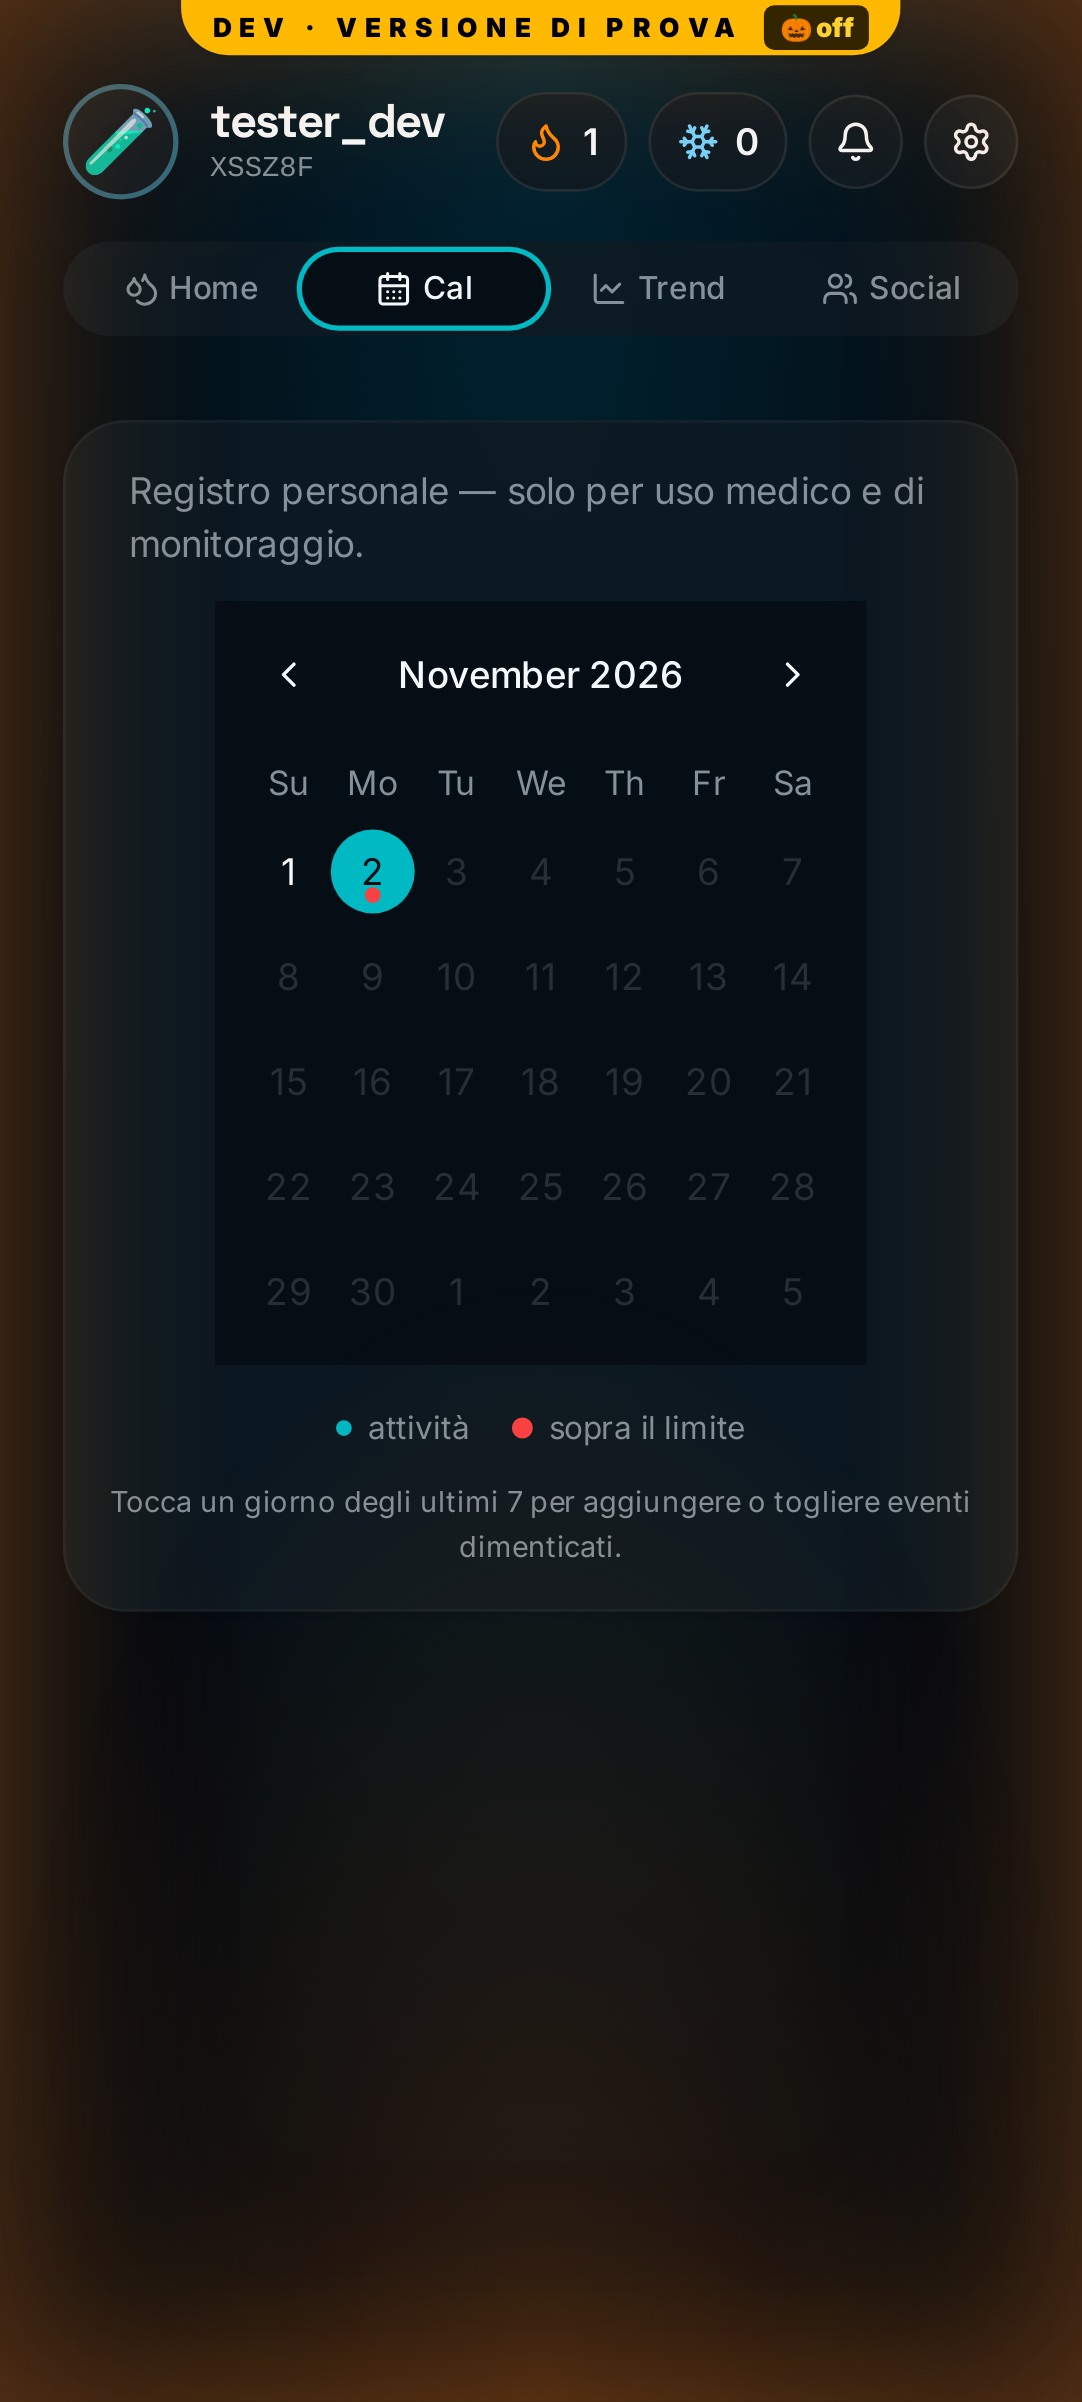 DEV · VERSIONE DI PROVA 🎃 off
tester_dev
XSSZ8F
1
0
Home
Cal
Trend
Social
Registro personale — solo per uso medico e di
monitoraggio.
November 2026
Su Mo Tu We Th Fr Sa
1 2 3 4 5 6 7
8 9 10 11 12 13 14
15 16 17 18 19 20 21
22 23 24 25 26 27 28
29 30 1 2 3 4 5
attività sopra il limite
Tocca un giorno degli ultimi 7 per aggiungere o togliere eventi
dimenticati.